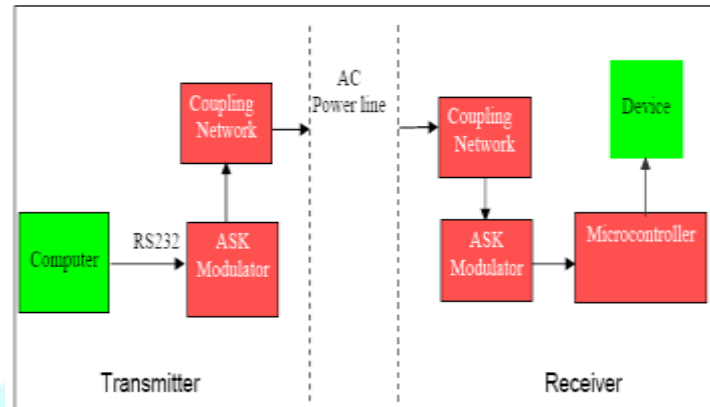 AC
Power line
Coupling
Network
Coupling
Network
Device
Computer
RS232
ASK
Modulator
ASK
Modulator
Microcontroller
Transmitter
Receiver